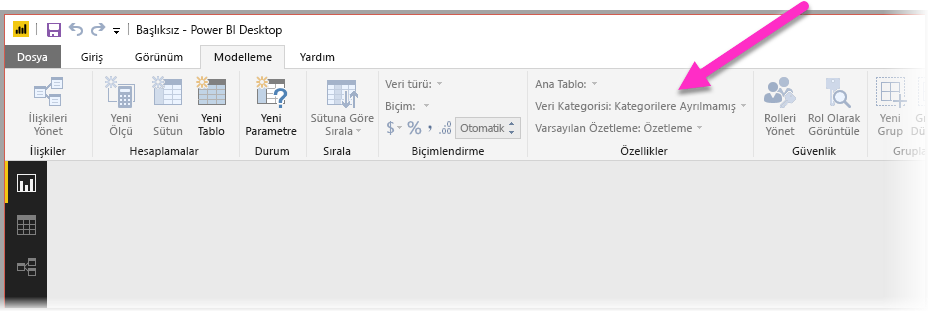 Başlıksız - Power BI Desktop
Dosya Giriş Görünüm Modelleme Yardım
İlişkileri Yönet
Yeni Ölçü
Yeni Sütun
Yeni Tablo
Yeni Parametre
Sütuna Göre Sırala
Veri türü:
Biçim:
$ % , .00 Otomatik
Ana Tablo:
Veri Kategorisi: Kategorilere Ayrılmamış
Varsayılan Özetleme: Özetleme
Rolleri Yönet
Rol Olarak Görüntüle
Yeni Grup
İlişkiler Hesaplamalar Durum Sırala Biçimlendirme Özellikler Güvenlik Grupla